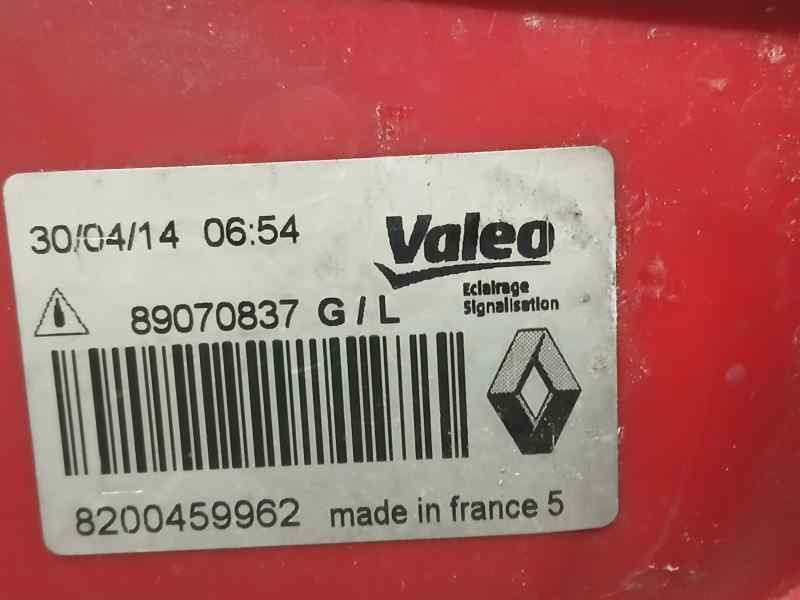 30/04/14 06:54
Valeo
Eclairage
Signalisation
89070837 G / L
8200459962 made in france 5